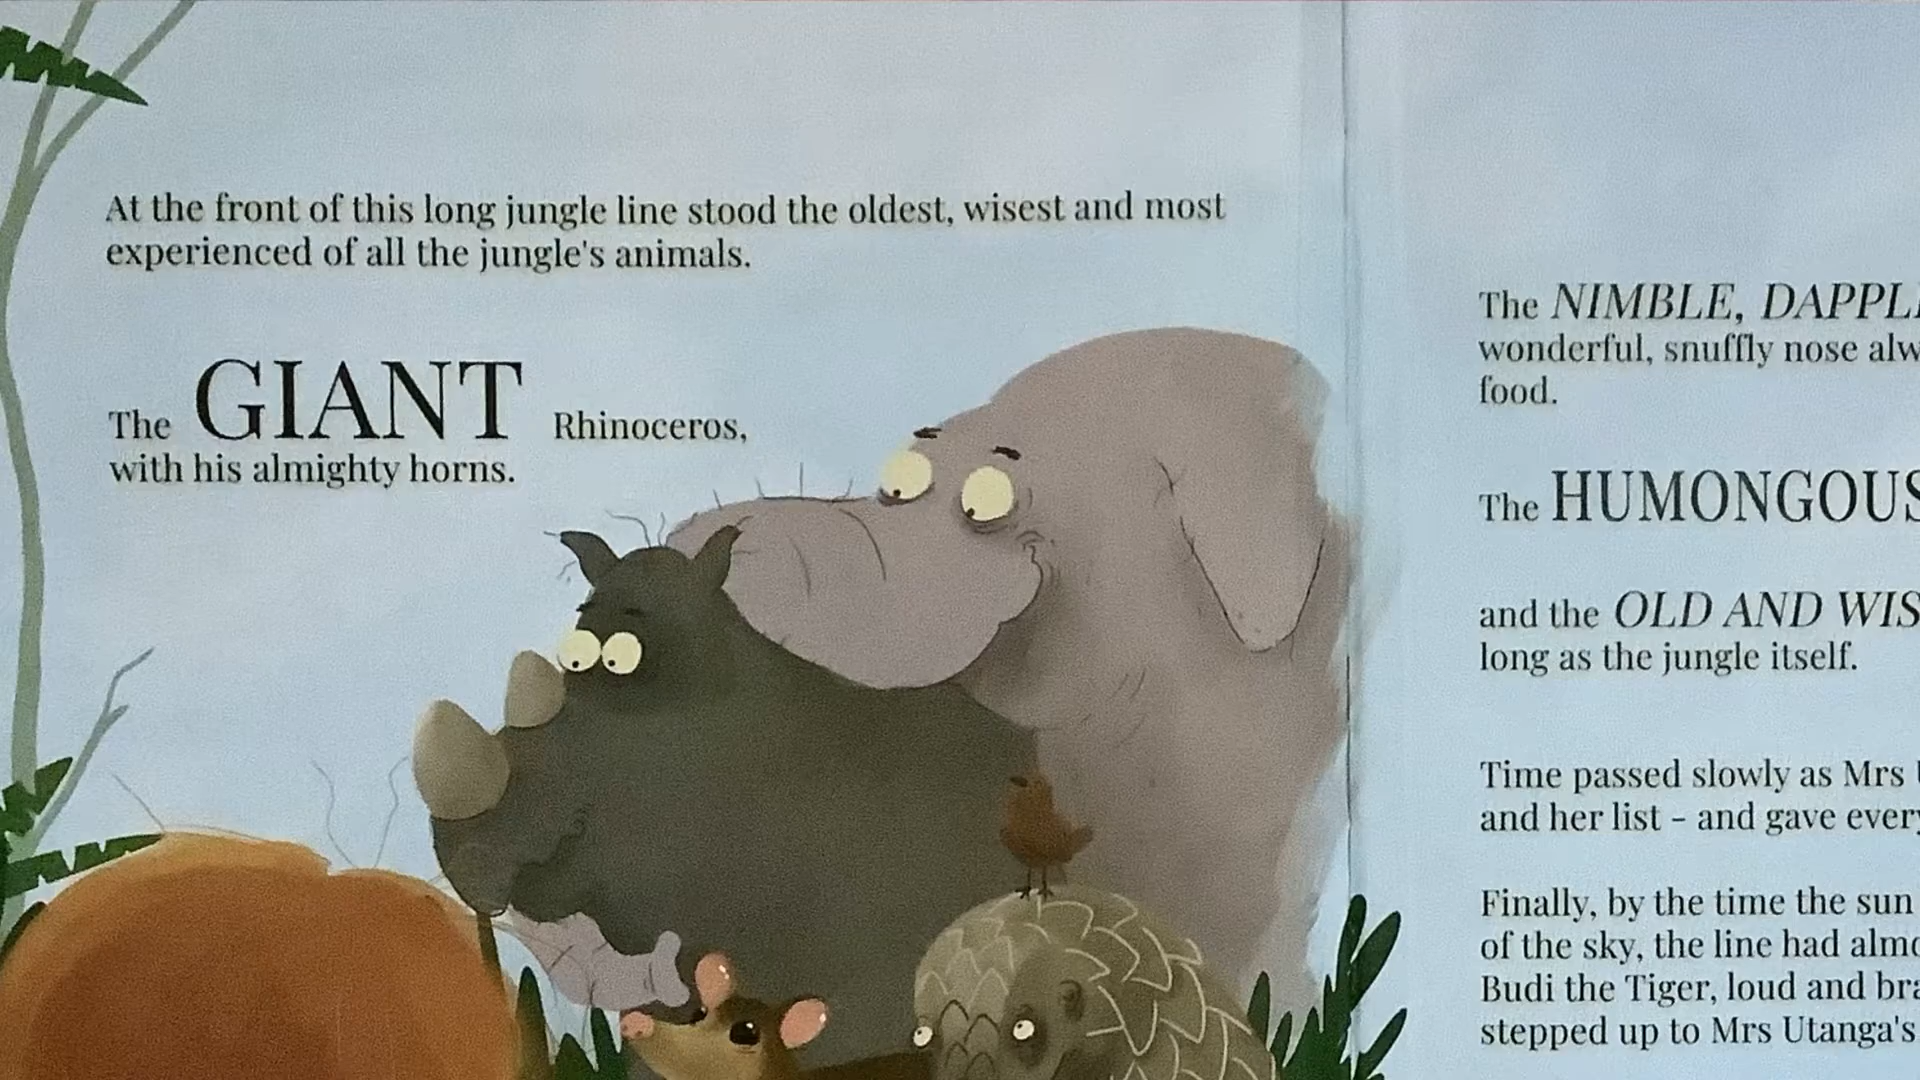 At the front of this long jungle line stood the oldest, wisest and most
experienced of all the jungle's animals.
The GIANT Rhinoceros,
with his almighty horns.
The NIMBLE,
wonderful, snuffly nose
food.
The HUMONGOUS
and the OLD AND
long as the jungle itself.
Time passed slowly as Mrs
and her list - and gave
Finally, by the time the sun
of the sky, the line had
Budi the Tiger, loud and
stepped up to Mrs Utanga's